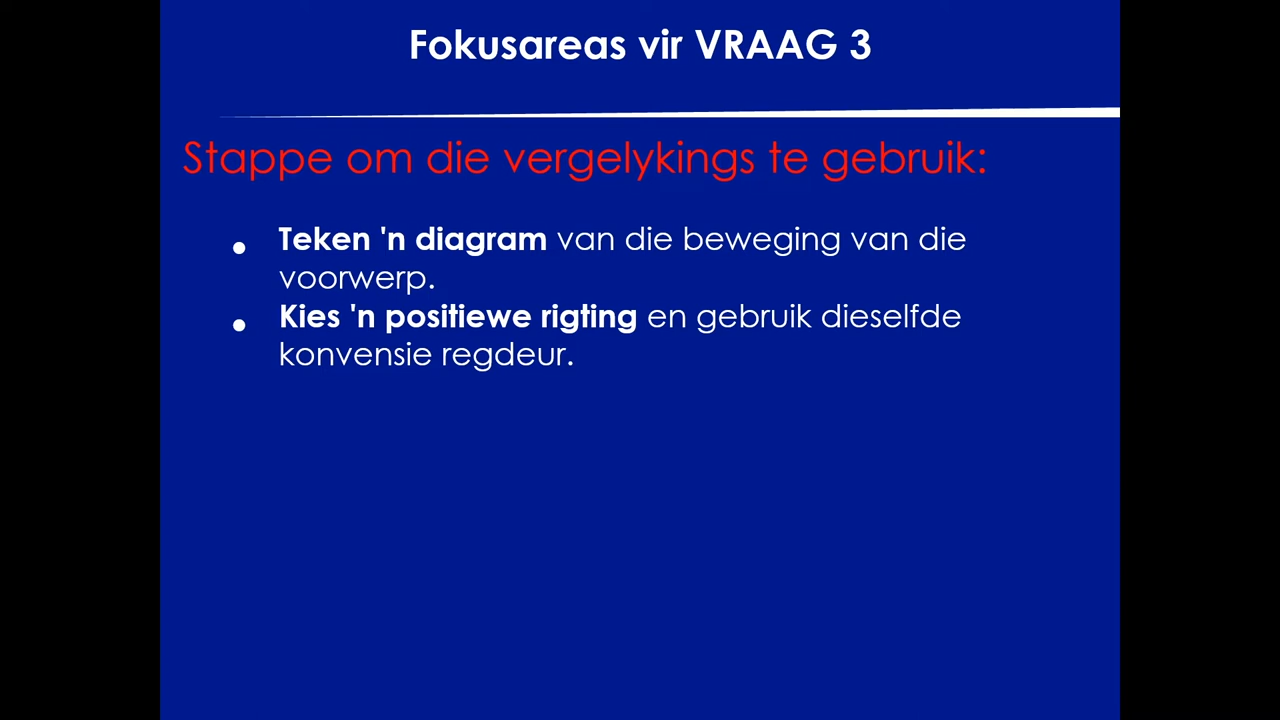 Fokusareas vir VRAAG 3
Stappe om die vergelykings te gebruik:
• Teken 'n diagram van die beweging van die
voorwerp.
• Kies 'n positiewe rigting en gebruik dieselfde
konvensie regdeur.